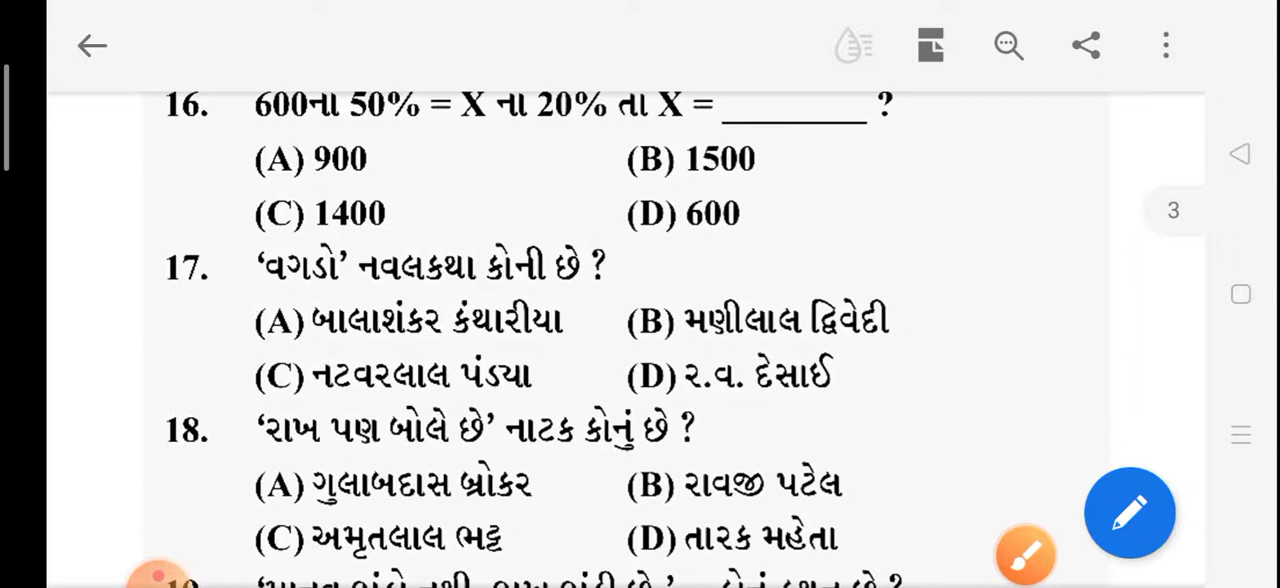 16. 600ના 50% = X ના 20% તા X = ________ ?
(A) 900 (B) 1500
(C) 1400 (D) 600
3
17. ‘વગડો’ નવલકથા કોની છે ?
(A) બાલાશંકર કંથારીયા (B) મણીલાલ દ્વિવેદી
(C) નટવરલાલ પંડ્યા (D) ર.વ. દેસાઈ
18. ‘રાખ પણ બોલે છે’ નાટક કોનું છે ?
(A) ગુલાબદાસ બ્રોકર (B) રાવજી પટેલ
(C) અમૃતલાલ ભટ્ટ (D) તારક મહેતા